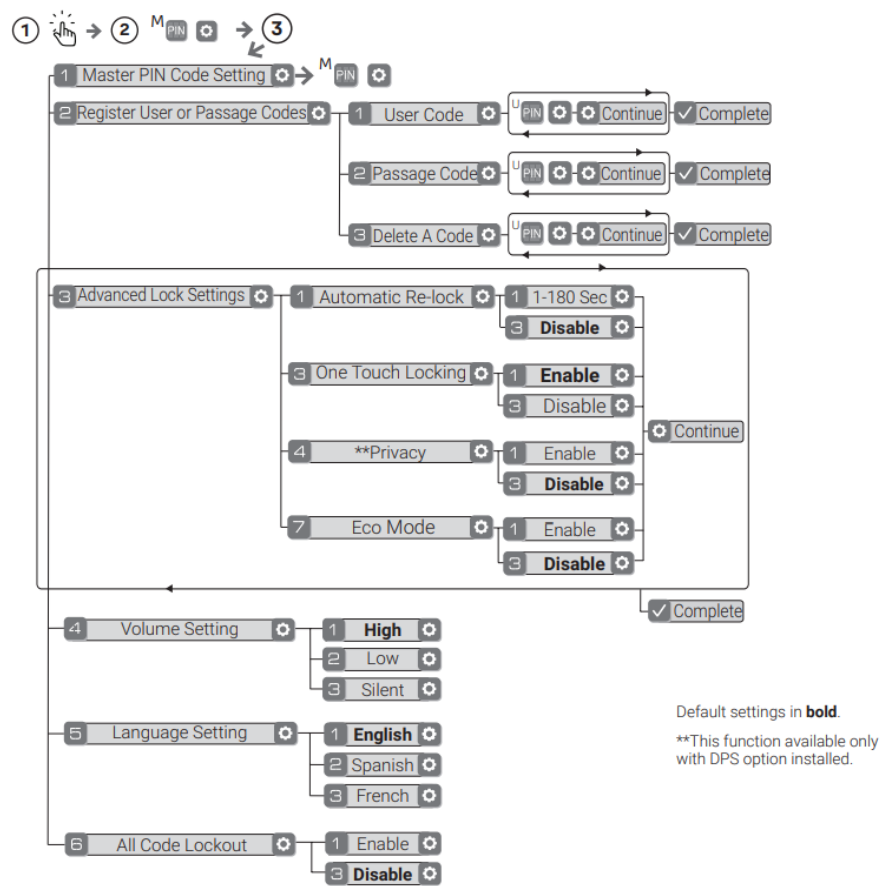 1 2 M PIN 3
1 Master PIN Code Setting M PIN
2 Register User or Passage Codes 1 User Code U PIN Continue Complete
2 Passage Code U PIN Continue Complete
3 Delete A Code U PIN Continue Complete
3 Advanced Lock Settings 1 Automatic Re-lock 1 1-180 Sec
3 Disable
3 One Touch Locking 1 Enable
3 Disable
Continue
4 **Privacy 1 Enable
3 Disable
7 Eco Mode 1 Enable
3 Disable
Complete
4 Volume Setting 1 High
2 Low
3 Silent
Default settings in bold.
5 Language Setting 1 English
**This function available only
with DPS option installed.
2 Spanish
3 French
6 All Code Lockout 1 Enable
3 Disable